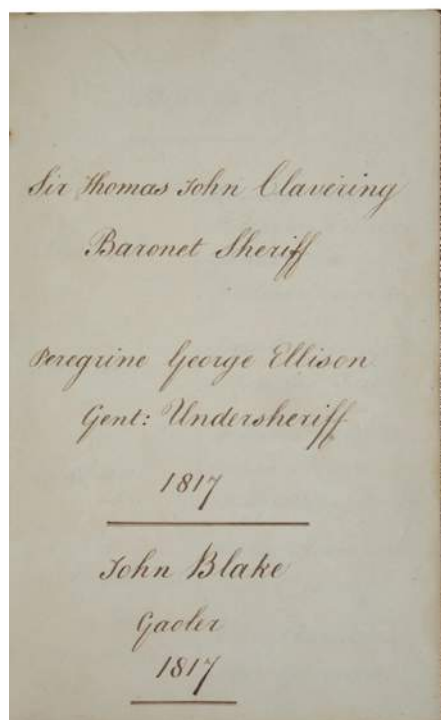 Sir Thomas John Clavering
Baronet Sheriff
Peregrine George Ellison
Gent: Undersheriff
1817
John Blake
Gaoler
1817